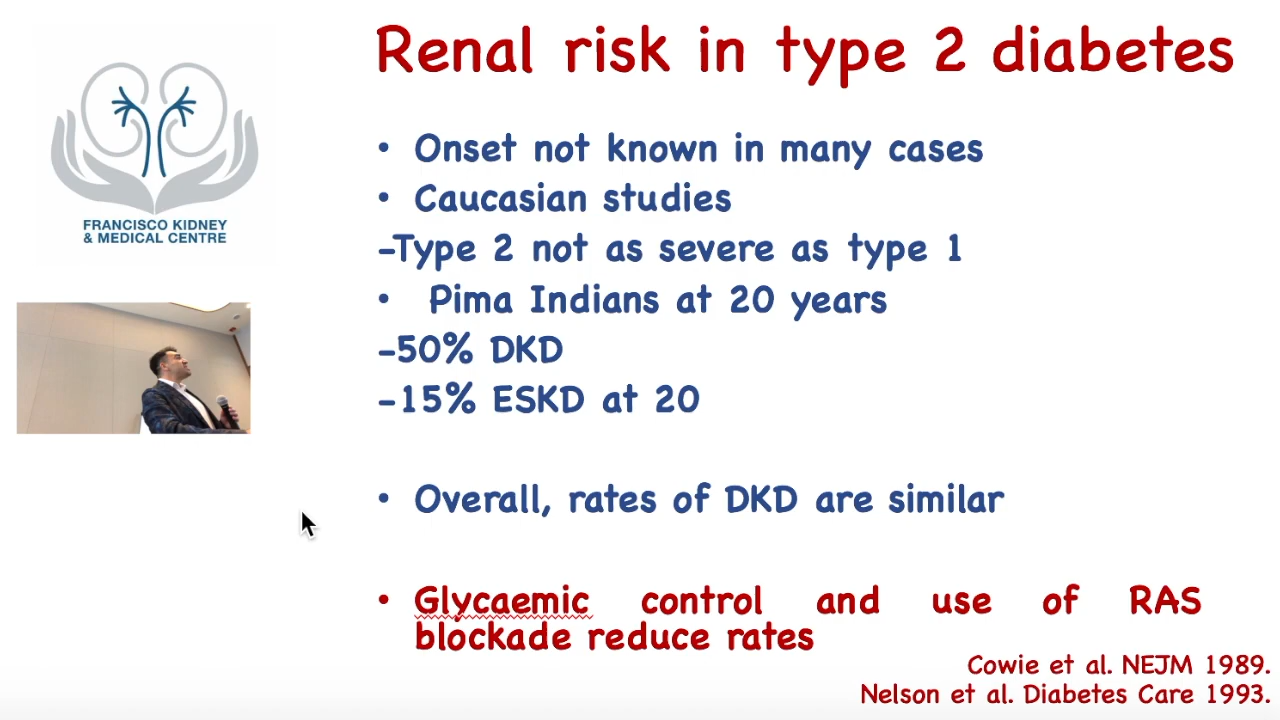 Renal risk in type 2 diabetes
FRANCISCO KIDNEY
& MEDICAL CENTRE
• Onset not known in many cases
• Caucasian studies
-Type 2 not as severe as type 1
• Pima Indians at 20 years
-50% DKD
-15% ESKD at 20
• Overall, rates of DKD are similar
• Glycaemic control and use of RAS
blockade reduce rates
Cowie et al. NEJM 1989.
Nelson et al. Diabetes Care 1993.